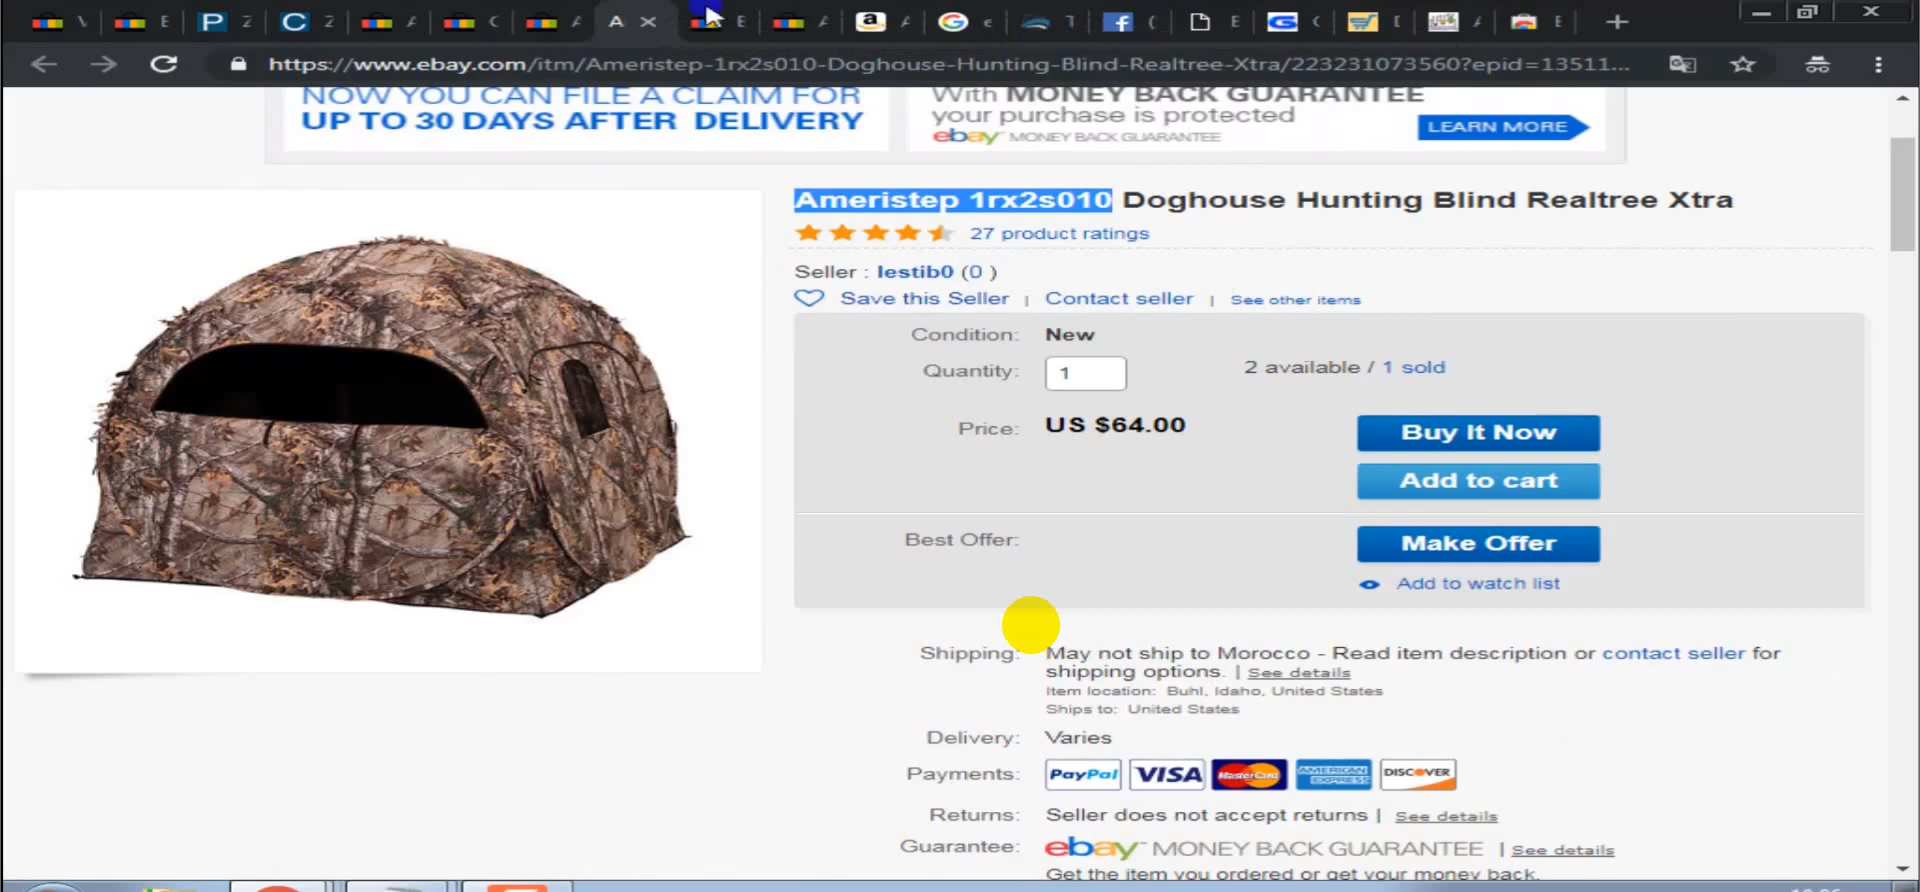 https://www.ebay.com/itm/Ameristep-1rx2s010-Doghouse-Hunting-Blind-Realtree-Xtra/223231073560?epid=13511...
NOW YOU CAN FILE A CLAIM FOR
UP TO 30 DAYS AFTER DELIVERY
With MONEY BACK GUARANTEE
your purchase is protected
ebay MONEY BACK GUARANTEE
LEARN MORE
Ameristep 1rx2s010 Doghouse Hunting Blind Realtree Xtra
27 product ratings
Seller : lestib0 (0 )
Save this Seller | Contact seller | See other items
Condition: New
Quantity: 1 2 available / 1 sold
Price: US $64.00
Buy It Now
Add to cart
Best Offer:
Make Offer
Add to watch list
Shipping: May not ship to Morocco - Read item description or contact seller for
shipping options. | See details
Item location: Buhl, Idaho, United States
Ships to: United States
Delivery: Varies
Payments: PayPal VISA MasterCard AMERICAN EXPRESS DISCOVER
Returns: Seller does not accept returns | See details
Guarantee: ebay MONEY BACK GUARANTEE | See details
Get the item you ordered or get your money back.